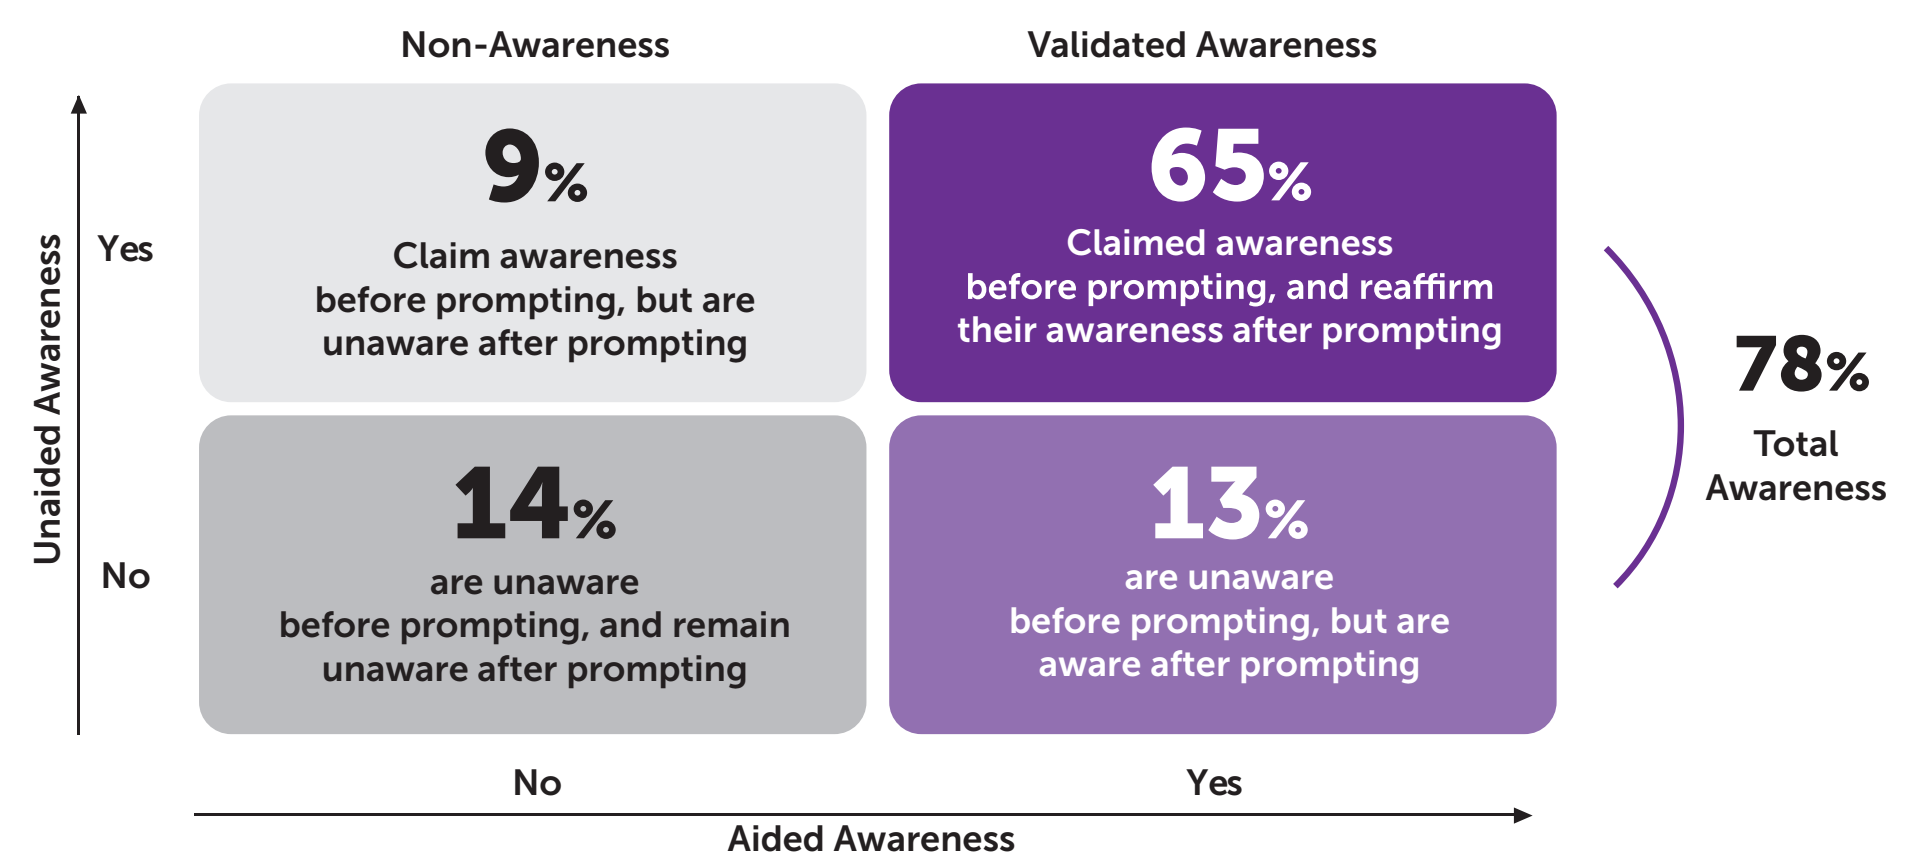 Non-Awareness
Validated Awareness
Unaided Awareness
Yes
No
9%
Claim awareness
before prompting, but are
unaware after prompting
65%
Claimed awareness
before prompting, and reaffirm
their awareness after prompting
14%
are unaware
before prompting, and remain
unaware after prompting
13%
are unaware
before prompting, but are
aware after prompting
78%
Total
Awareness
No
Yes
Aided Awareness